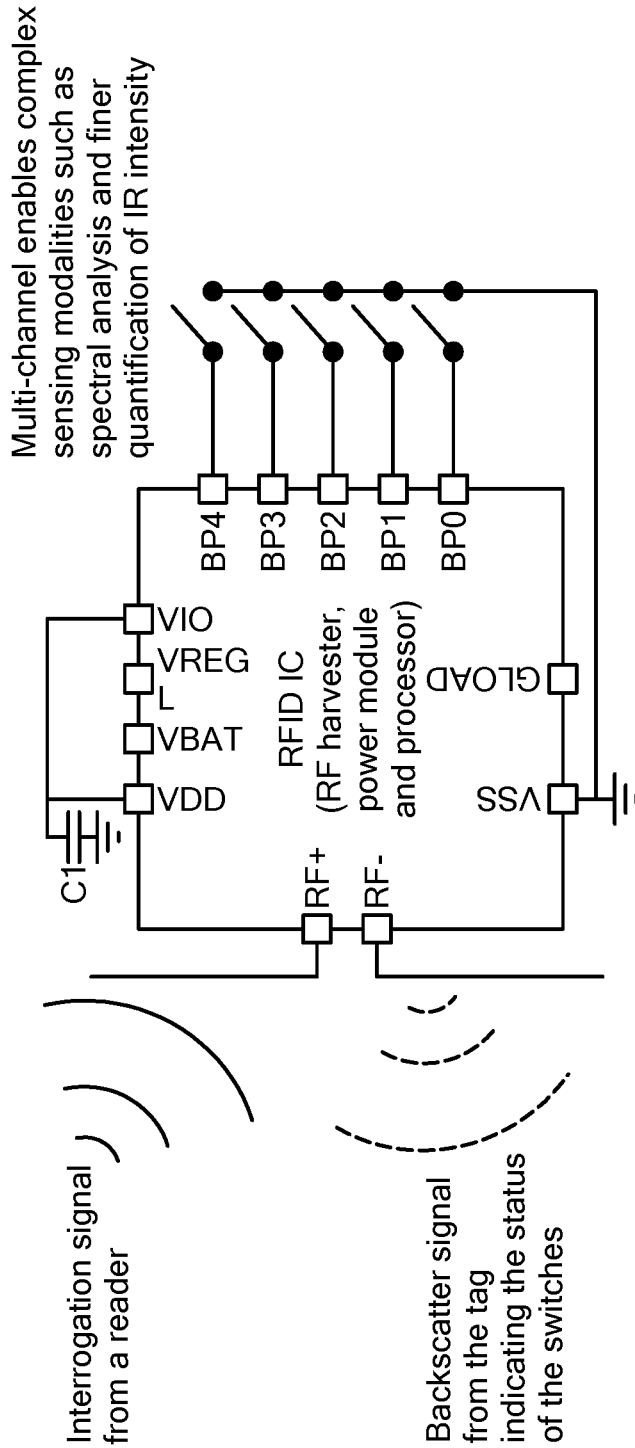 Multi-channel enables complex
sensing modalities such as
spectral analysis and finer
quantification of IR intensity
C1
VDD
VBAT
VREG
L
VIO
BP4
BP3
BP2
BP1
BP0
RFID IC
(RF harvester,
power module
and processor)
RF+
RF-
VSS
GLOAD
Interrogation signal
from a reader
Backscatter signal
from the tag
indicating the status
of the switches